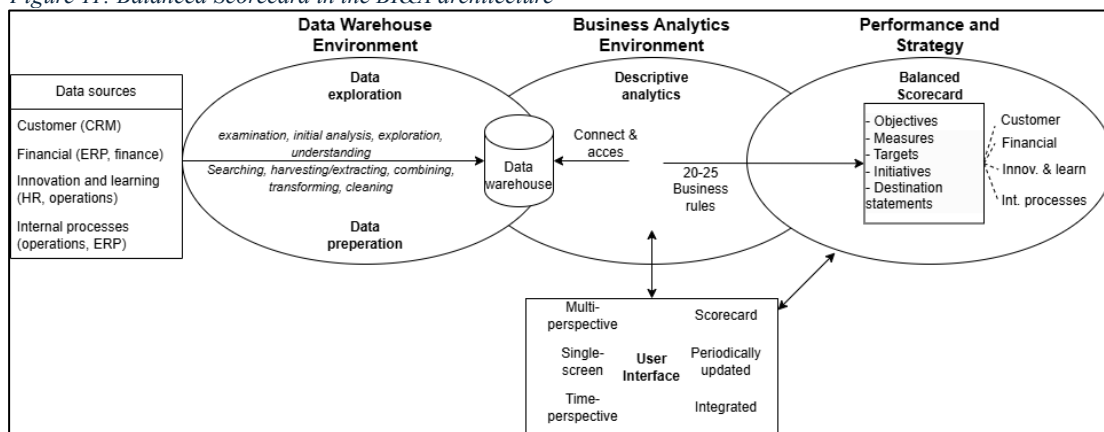 Figure 11: Balanced Scorecard in the BI&A architecture
Data Warehouse
Environment
Business Analytics
Environment
Performance and
Strategy
Data sources
Customer (CRM)
Financial (ERP, finance)
Innovation and learning
(HR, operations)
Internal processes
(operations, ERP)
Data
exploration
examination, initial analysis, exploration,
understanding
Searching, harvesting/extracting, combining,
transforming, cleaning
Data
preparation
Data
warehouse
Descriptive
analytics
Connect &
acces
20-25
Business
rules
Balanced
Scorecard
- Objectives
- Measures
- Targets
- Initiatives
- Destination
statements
Customer
Financial
Innov. & learn
Int. processes
Multi-
perspective
Single-
screen
Time-
perspective
User
Interface
Scorecard
Periodically
updated
Integrated